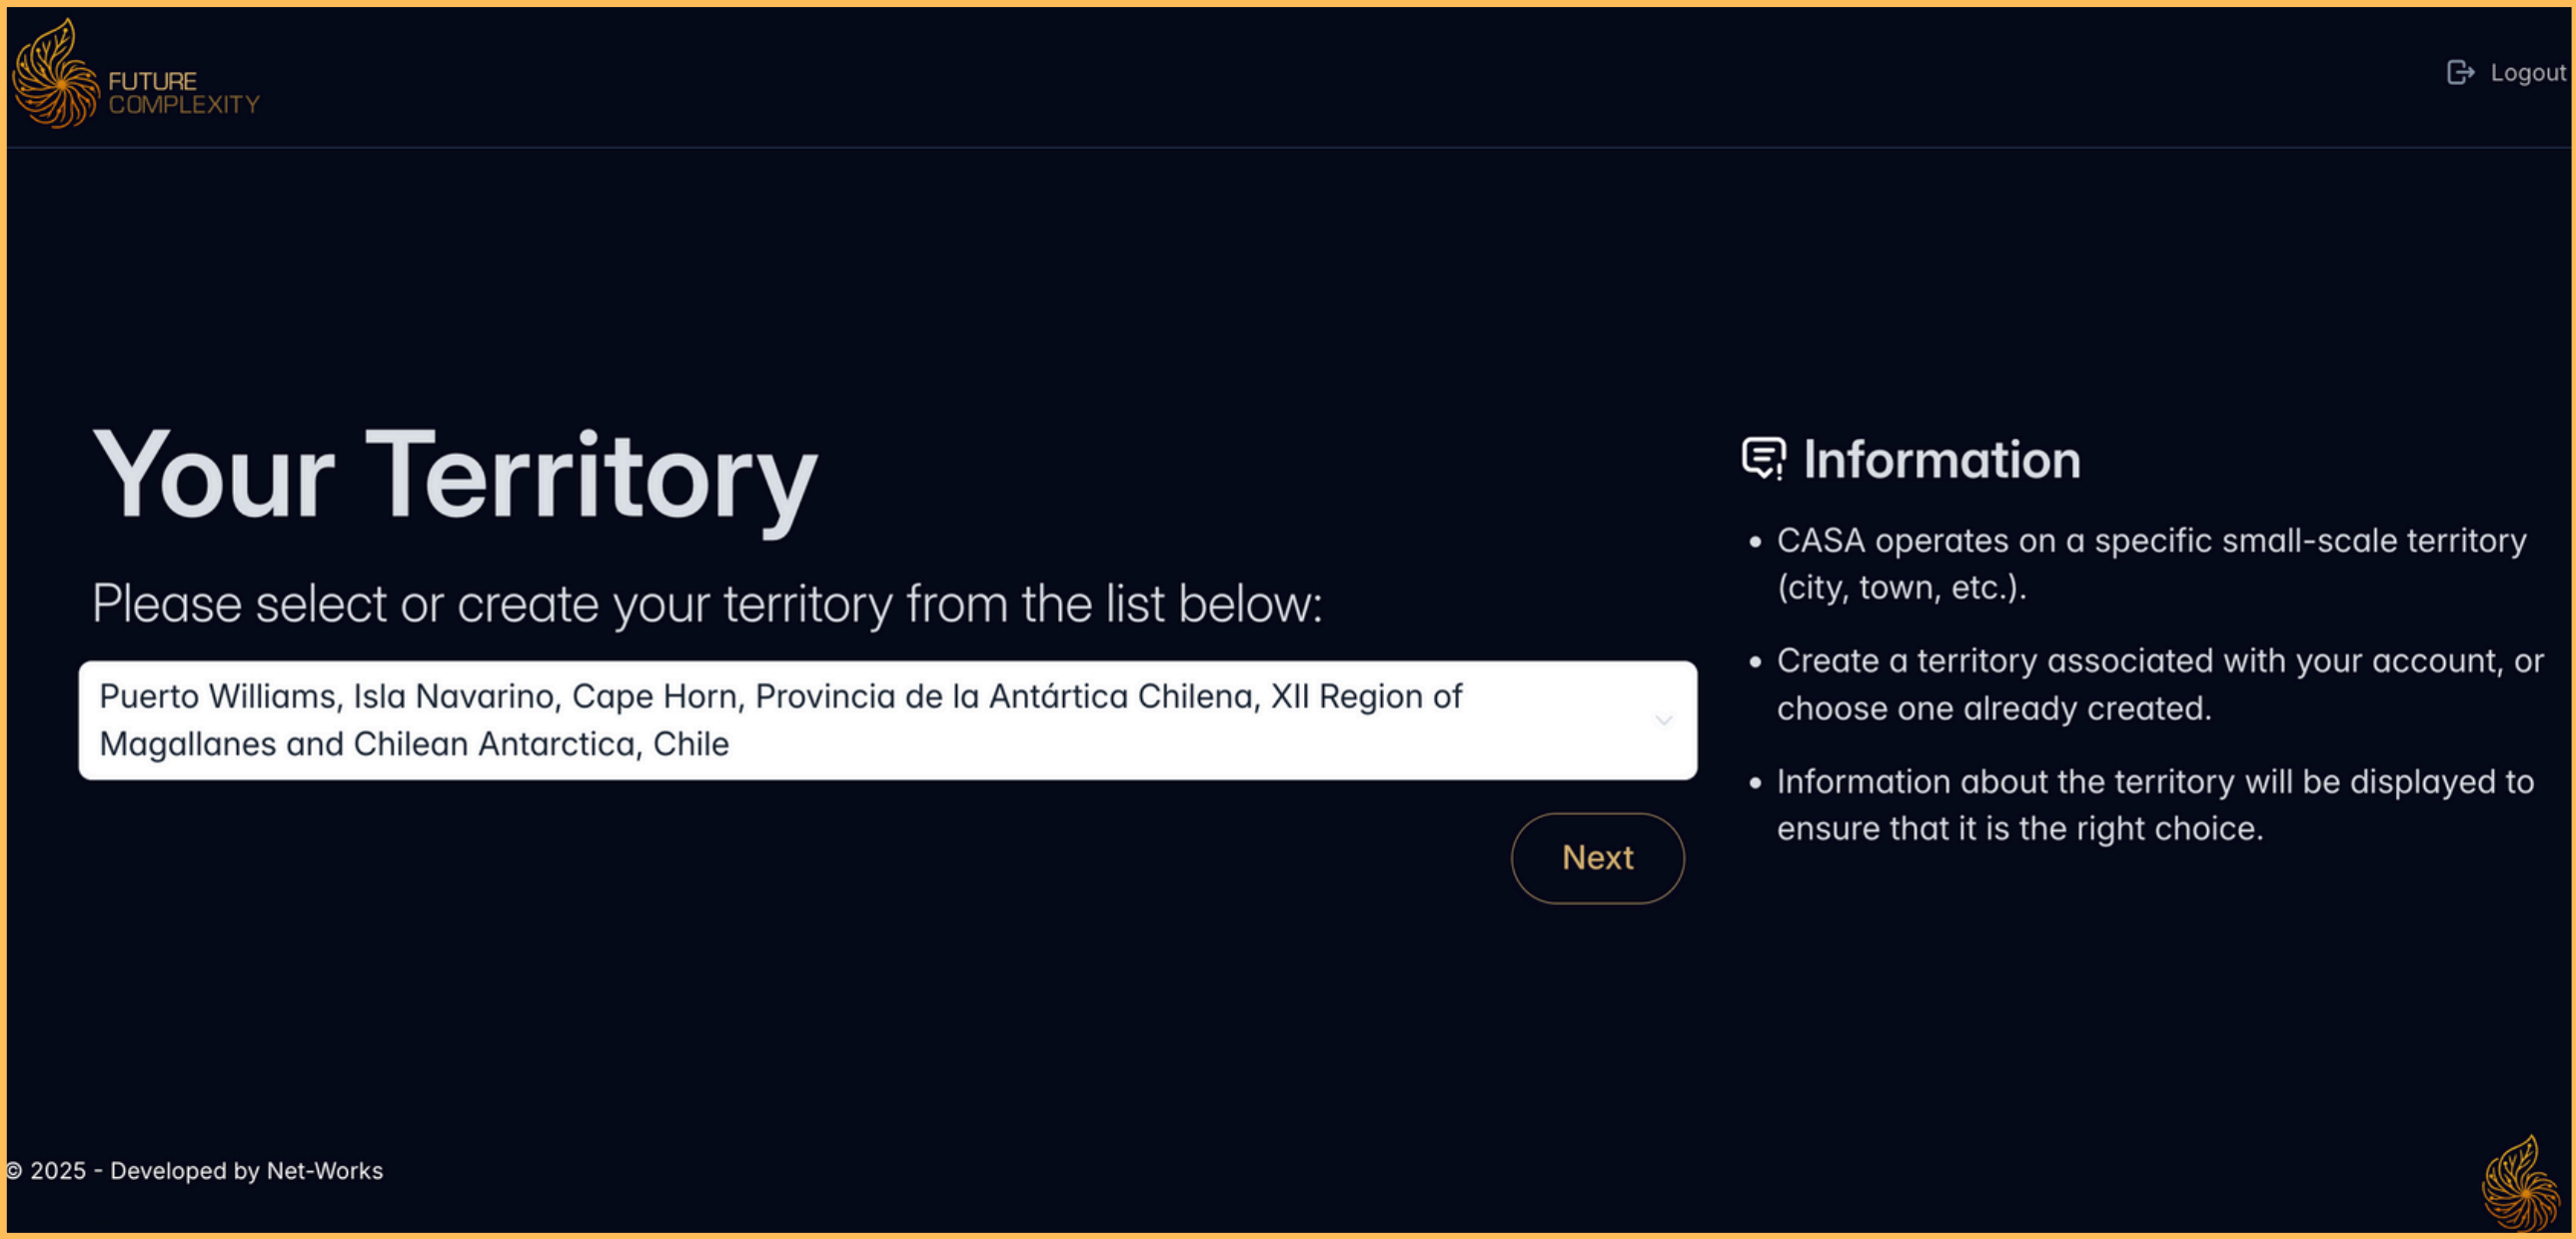 FUTURE
COMPLEXITY
Logout
Your Territory
Please select or create your territory from the list below:
Puerto Williams, Isla Navarino, Cape Horn, Provincia de la Antártica Chilena, XII Region of
Magallanes and Chilean Antarctica, Chile
Next
Information
• CASA operates on a specific small-scale territory
(city, town, etc.).
• Create a territory associated with your account, or
choose one already created.
• Information about the territory will be displayed to
ensure that it is the right choice.
© 2025 - Developed by Net-Works